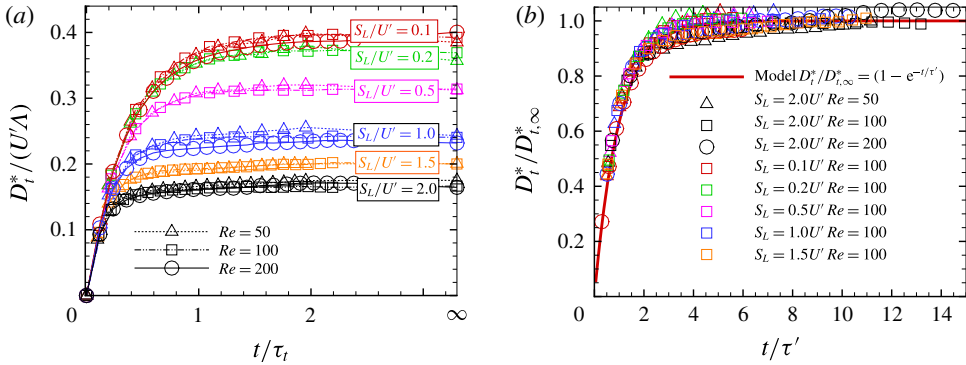 (a)
0.4
0.3
0.2
0.1
D*t/(U′Λ)
S_L/U′ = 0.1
S_L/U′ = 0.2
S_L/U′ = 0.5
S_L/U′ = 1.0
S_L/U′ = 1.5
S_L/U′ = 2.0
Re = 50
Re = 100
Re = 200
0 1 2 ∞
t/τ_t
(b)
1.0
0.8
0.6
0.4
0.2
D*t/D*t,∞
Model D*t/D*t,∞ = (1 − e^−t/τ′)
S_L = 2.0U′ Re = 50
S_L = 2.0U′ Re = 100
S_L = 2.0U′ Re = 200
S_L = 0.1U′ Re = 100
S_L = 0.2U′ Re = 100
S_L = 0.5U′ Re = 100
S_L = 1.0U′ Re = 100
S_L = 1.5U′ Re = 100
0 2 4 6 8 10 12 14
t/τ′